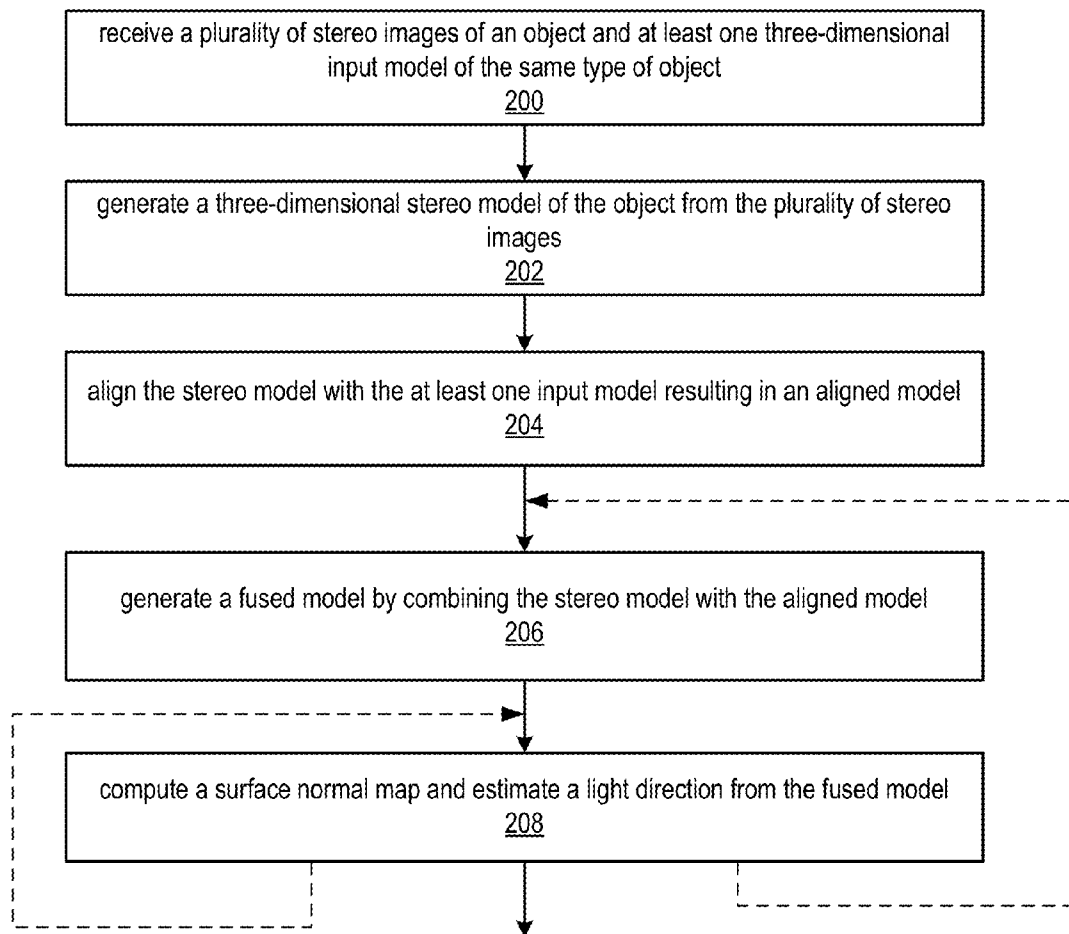 receive a plurality of stereo images of an object and at least one three-dimensional
input model of the same type of object
200
generate a three-dimensional stereo model of the object from the plurality of stereo
images
202
align the stereo model with the at least one input model resulting in an aligned model
204
generate a fused model by combining the stereo model with the aligned model
206
compute a surface normal map and estimate a light direction from the fused model
208